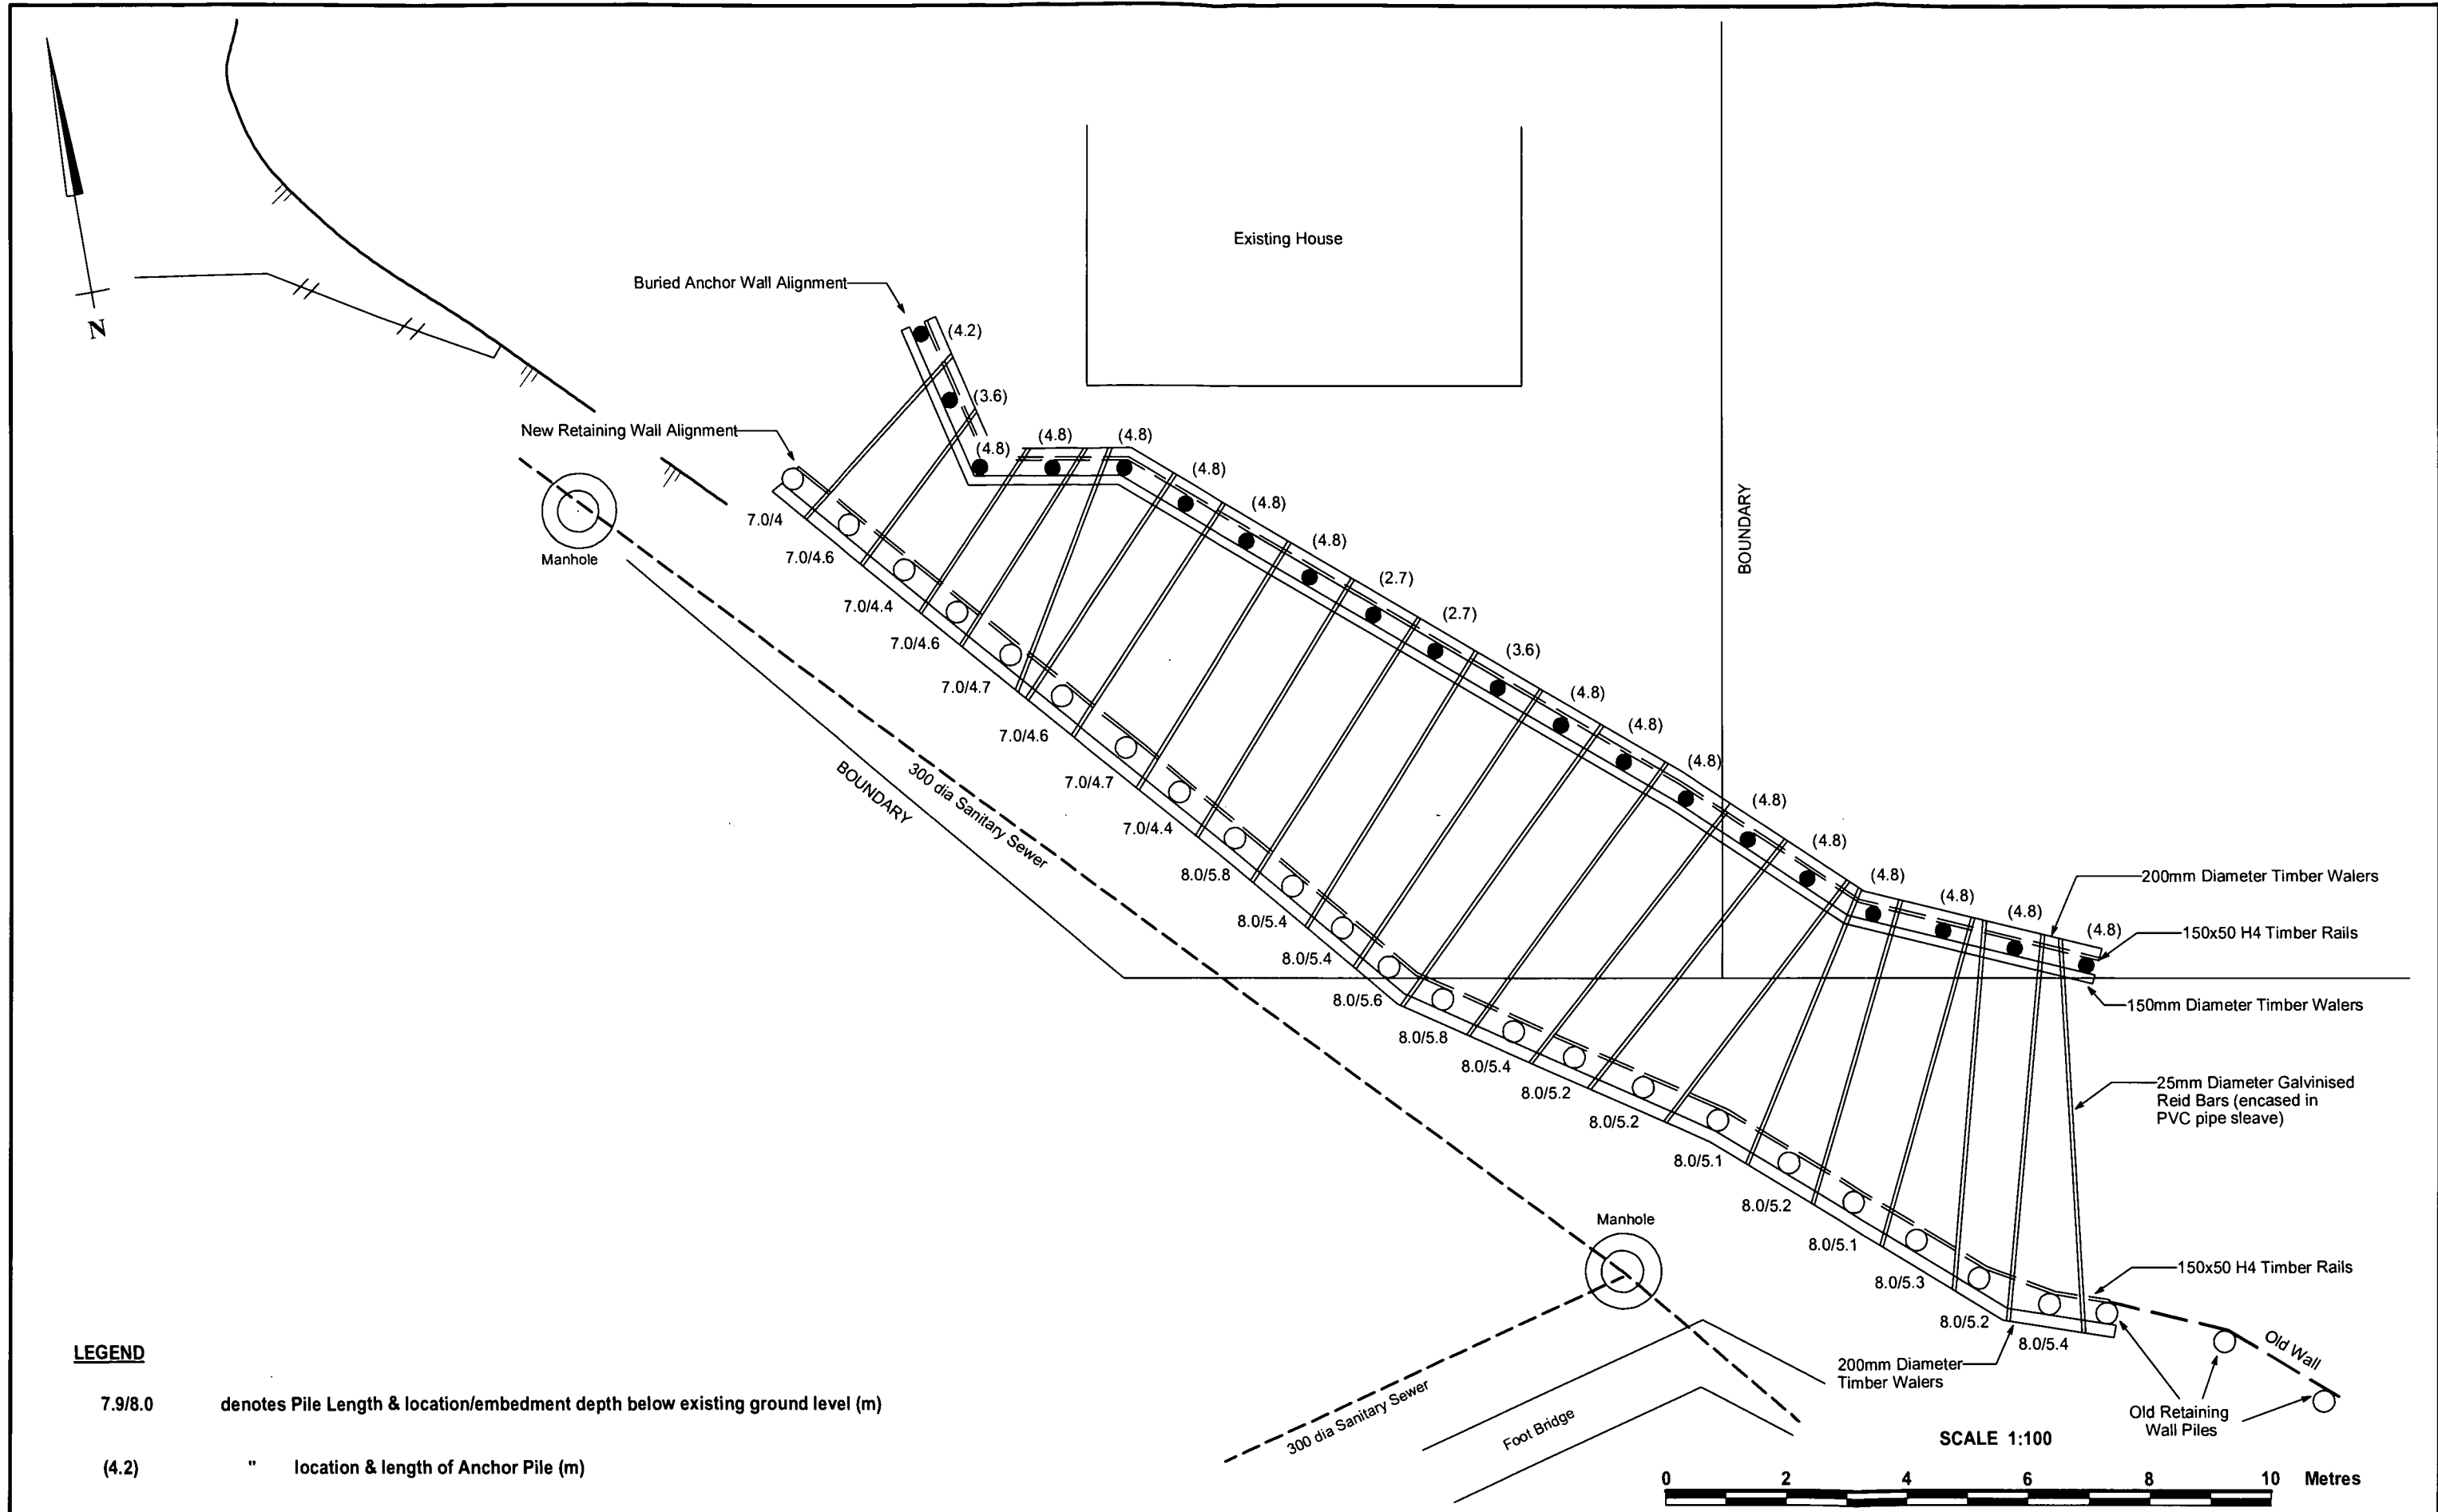 N
Existing House
Buried Anchor Wall Alignment
(4.2)
(3.6)
New Retaining Wall Alignment
(4.8)
(4.8)
(4.8)
(4.8)
(4.8)
(4.8)
(2.7)
(2.7)
(3.6)
(4.8)
(4.8)
(4.8)
(4.8)
(4.8)
(4.8)
(4.8)
(4.8)
(4.8)
BOUNDARY
Manhole
7.0/4
7.0/4.6
7.0/4.4
7.0/4.6
7.0/4.7
7.0/4.6
7.0/4.7
7.0/4.4
8.0/5.8
8.0/5.4
8.0/5.4
8.0/5.6
8.0/5.8
8.0/5.4
8.0/5.2
8.0/5.2
8.0/5.1
8.0/5.2
8.0/5.1
8.0/5.3
8.0/5.2
8.0/5.4
BOUNDARY
300 dia Sanitary Sewer
200mm Diameter Timber Walers
150x50 H4 Timber Rails
150mm Diameter Timber Walers
25mm Diameter Galvinised
Reid Bars (encased in
PVC pipe sleave)
Manhole
150x50 H4 Timber Rails
Old Wall
200mm Diameter
Timber Walers
Old Retaining
Wall Piles
300 dia Sanitary Sewer
Foot Bridge
LEGEND
7.9/8.0 denotes Pile Length & location/embedment depth below existing ground level (m)
(4.2) " location & length of Anchor Pile (m)
SCALE 1:100
0 2 4 6 8 10 Metres